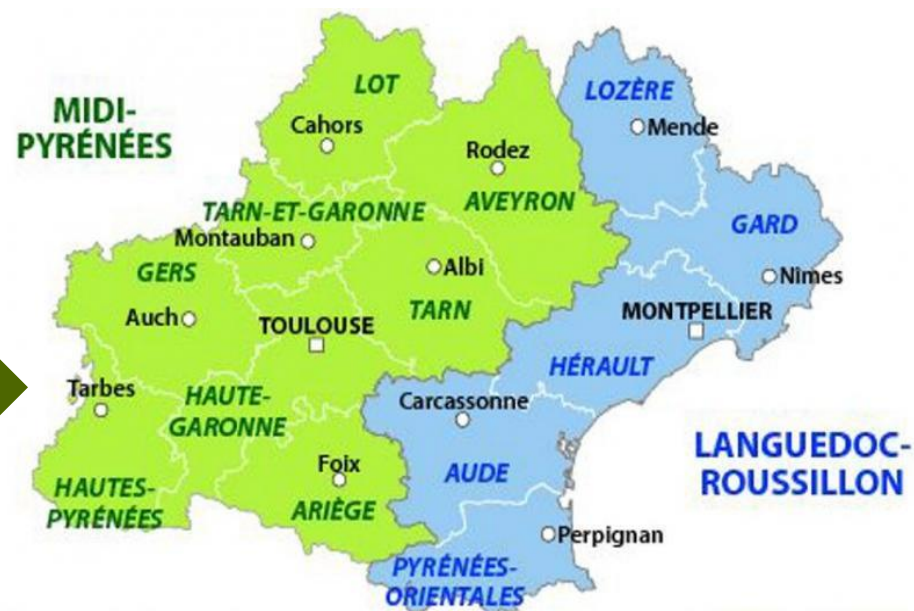 MIDI-
PYRÉNÉES
LOT
Cahors
LOZÈRE
Mende
Rodez
AVEYRON
TARN-ET-GARONNE
Montauban
GARD
GERS
Albi
Nîmes
Auch
TOULOUSE
TARN
MONTPELLIER
HÉRAULT
Tarbes
HAUTE-
GARONNE
Carcassonne
LANGUEDOC-
ROUSSILLON
Foix
AUDE
HAUTES-
PYRÉNÉES
ARIÈGE
Perpignan
PYRÉNÉES-
ORIENTALES